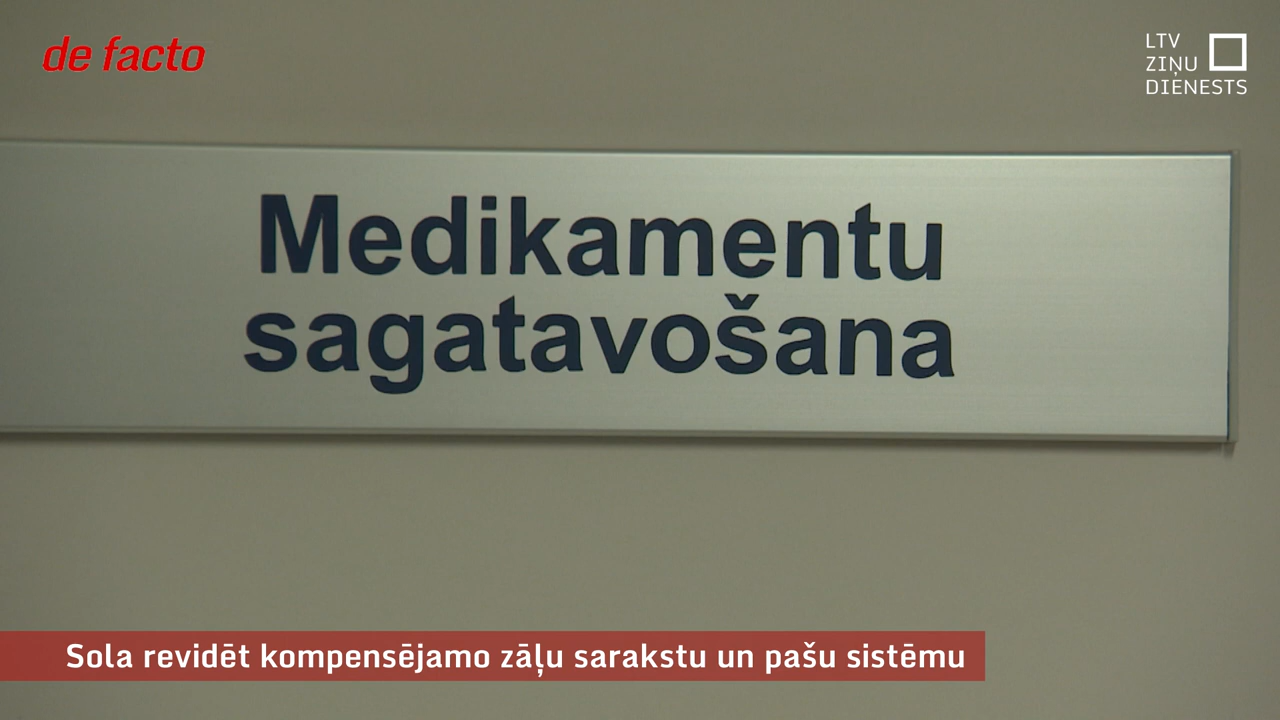 de facto
LTV
ZIŅU
DIENESTS
Medikamentu
sagatavošana
Sola revidēt kompensējamo zāļu sarakstu un pašu sistēmu